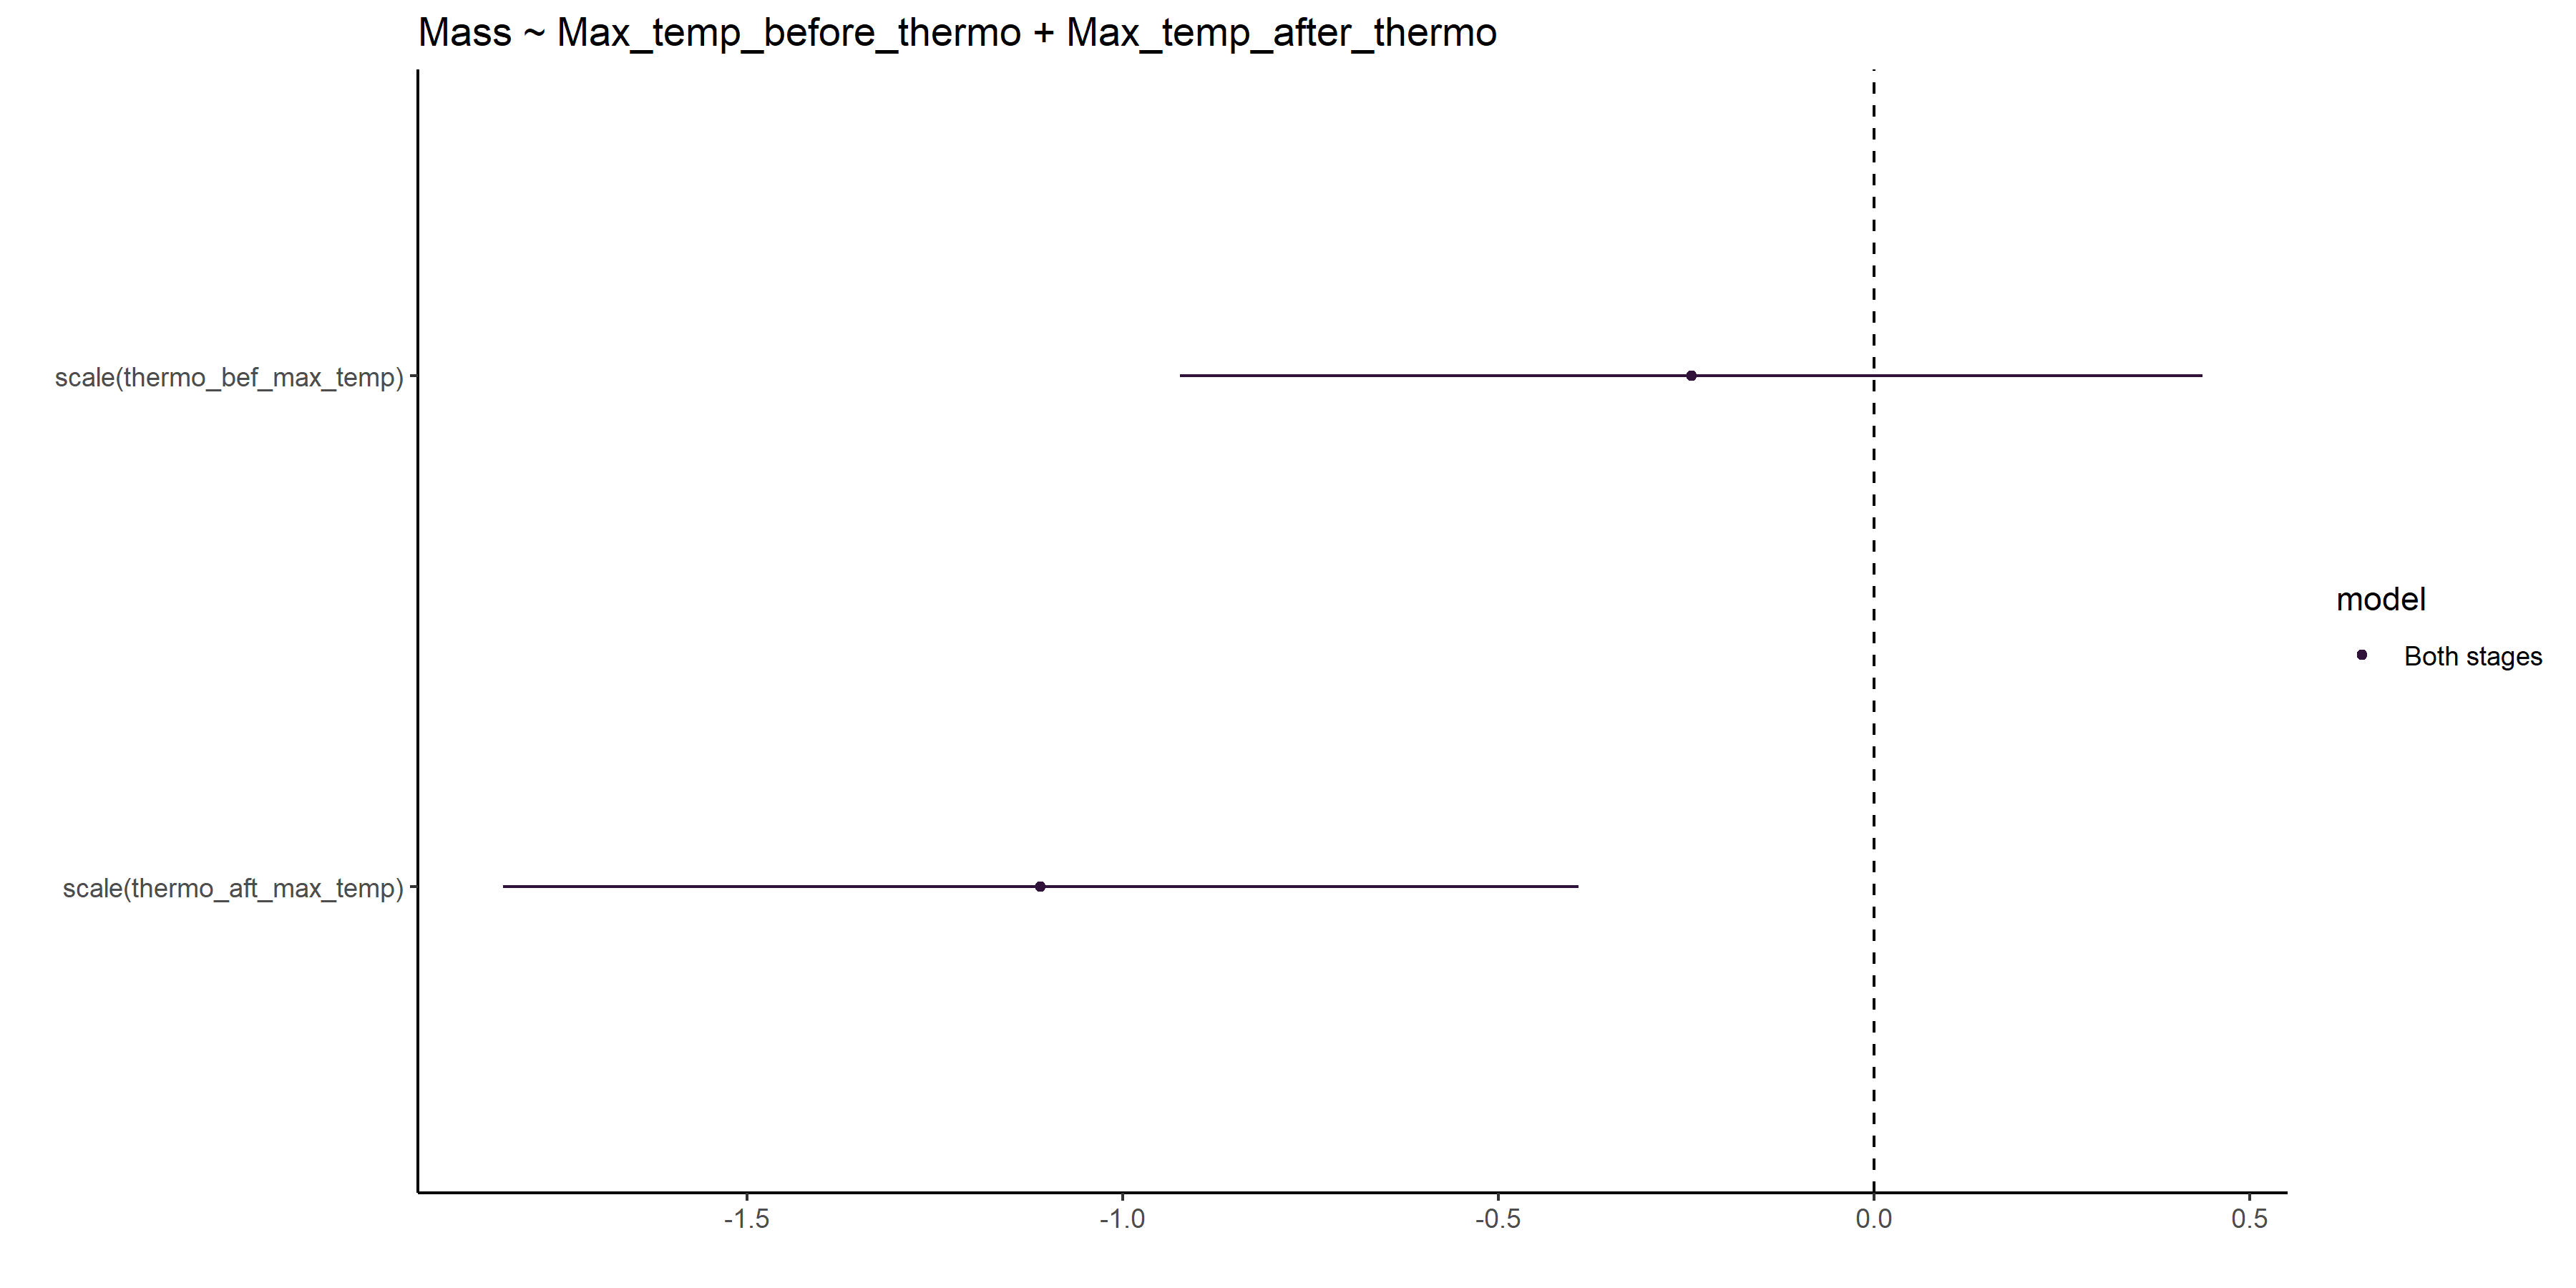 Mass ~ Max_temp_before_thermo + Max_temp_after_thermo
scale(thermo_bef_max_temp)
scale(thermo_aft_max_temp)
-1.5 -1.0 -0.5 0.0 0.5
model
Both stages